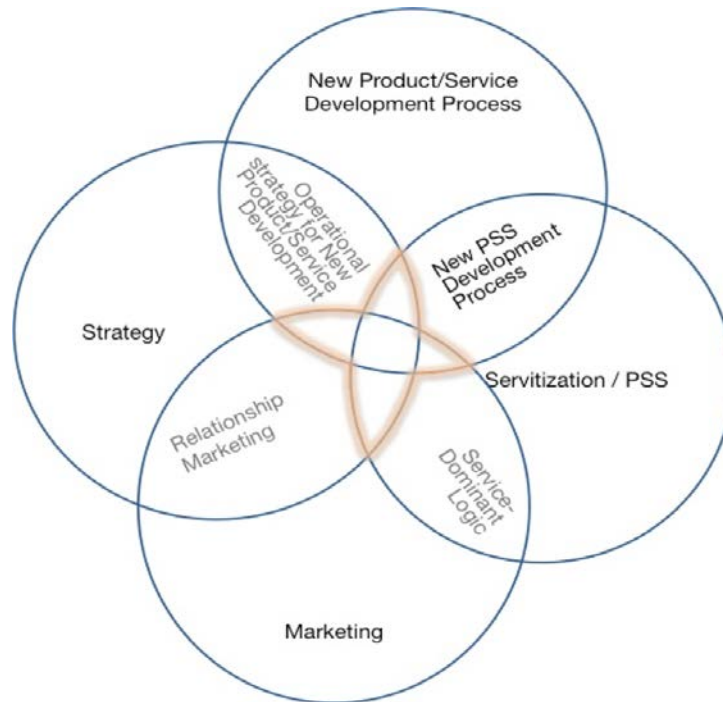 New Product/Service
Development Process
Operational
strategy for New
Product/Service
Development
New PSS
Development
Process
Strategy
Servitization / PSS
Relationship
Marketing
Service-
Dominant
Logic
Marketing